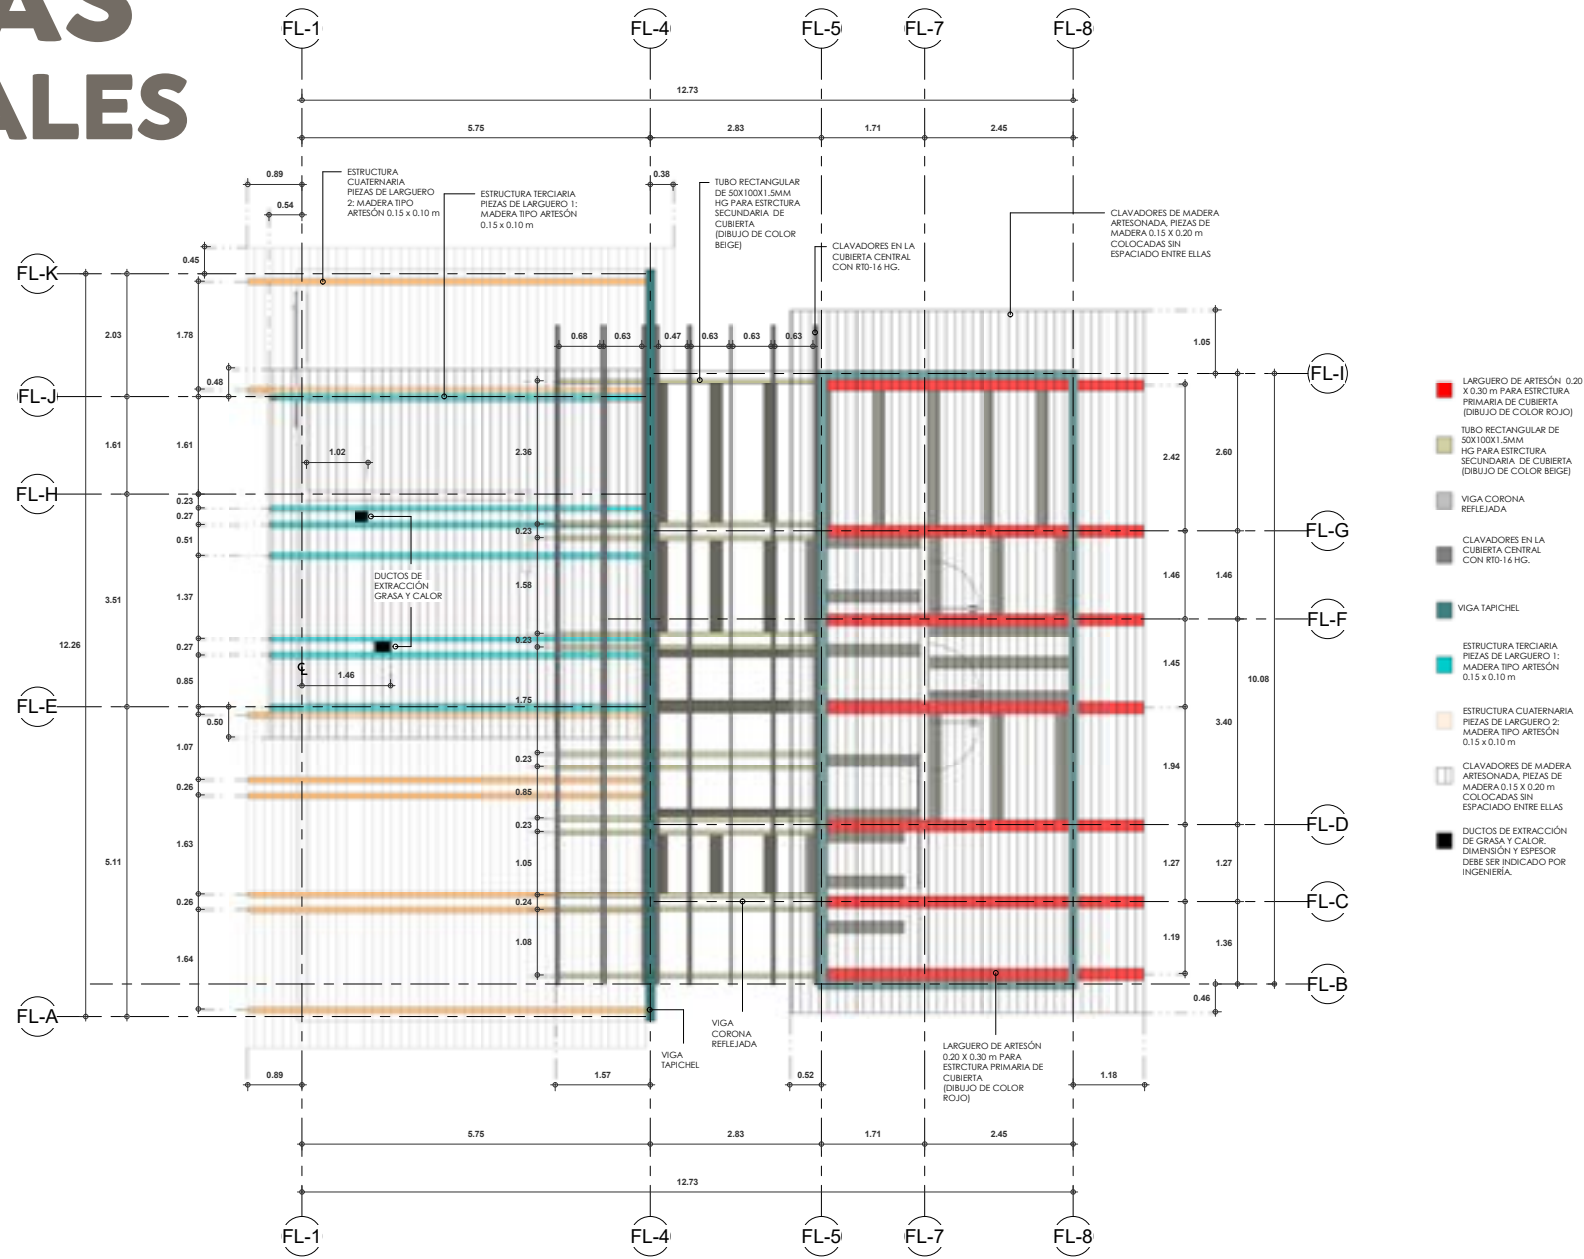 AS
ALES
FL-1
FL-4
FL-5
FL-7
FL-8
12.73
5.75
2.83
1.71
2.45
0.89
0.54
0.38
0.45
ESTRUCTURA
CUATERNARIA
PIEZAS DE LARGUERO
2: MADERA TIPO
ARTESÓN 0.15 x 0.10 m
ESTRUCTURA TERCIARIA
PIEZAS DE LARGUERO 1:
MADERA TIPO ARTESÓN
0.15 x 0.10 m
TUBO RECTANGULAR
DE 50X100X1.5MM
HG PARA ESTRCTURA
SECUNDARIA DE
CUBIERTA
(DIBUJO DE COLOR
BEIGE)
CLAVADORES EN LA
CUBIERTA CENTRAL
CON RT0-16 HG.
CLAVADORES DE MADERA
ARTESONADA, PIEZAS DE
MADERA 0.15 X 0.20 m
COLOCADAS SIN
ESPACIADO ENTRE ELLAS
FL-K
FL-J
FL-H
FL-E
FL-A
2.03
1.61
3.51
5.11
12.26
1.78
0.48
1.61
0.23
0.27
0.51
1.37
0.27
0.85
0.50
1.07
0.26
1.63
0.26
1.64
1.02
1.46
DUCTOS DE
EXTRACCIÓN
GRASA Y CALOR
0.68
0.63
0.47
0.63
0.63
0.63
2.36
0.23
1.58
0.23
1.75
0.23
0.85
0.23
1.05
0.24
1.08
1.05
2.42
1.46
1.45
3.40
1.94
1.27
1.19
2.60
1.46
1.27
1.36
10.08
0.46
FL-I
FL-G
FL-F
FL-D
FL-C
FL-B
VIGA
TAPICHEL
VIGA
CORONA
REFLEJADA
LARGUERO DE ARTESÓN
0.20 X 0.30 m PARA
ESTRCTURA PRIMARIA DE
CUBIERTA
(DIBUJO DE COLOR
ROJO)
0.89
1.57
0.52
1.18
5.75
2.83
1.71
2.45
12.73
FL-1
FL-4
FL-5
FL-7
FL-8
LARGUERO DE ARTESÓN 0.20
X 0.30 m PARA ESTRCTURA
PRIMARIA DE CUBIERTA
(DIBUJO DE COLOR ROJO)
TUBO RECTANGULAR DE
50X100X1.5MM
HG PARA ESTRCTURA
SECUNDARIA DE CUBIERTA
(DIBUJO DE COLOR BEIGE)
VIGA CORONA
REFLEJADA
CLAVADORES EN LA
CUBIERTA CENTRAL
CON RT0-16 HG.
VIGA TAPICHEL
ESTRUCTURA TERCIARIA
PIEZAS DE LARGUERO 1:
MADERA TIPO ARTESÓN
0.15 x 0.10 m
ESTRUCTURA CUATERNARIA
PIEZAS DE LARGUERO 2:
MADERA TIPO ARTESÓN
0.15 x 0.10 m
CLAVADORES DE MADERA
ARTESONADA, PIEZAS DE
MADERA 0.15 X 0.20 m
COLOCADAS SIN
ESPACIADO ENTRE ELLAS
DUCTOS DE EXTRACCIÓN
DE GRASA Y CALOR.
DIMENSIÓN Y ESPESOR
DEBE SER INDICADO POR
INGENIERÍA.